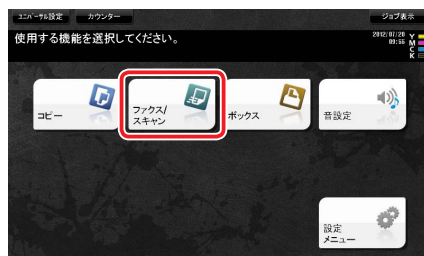 ユニバーサル設定 カウンター ジョブ表示
使用する機能を選択してください。
2012/07/20
09:56
Y
M
C
K
コピー
ファクス/
スキャン
ボックス
音設定
設定
メニュー